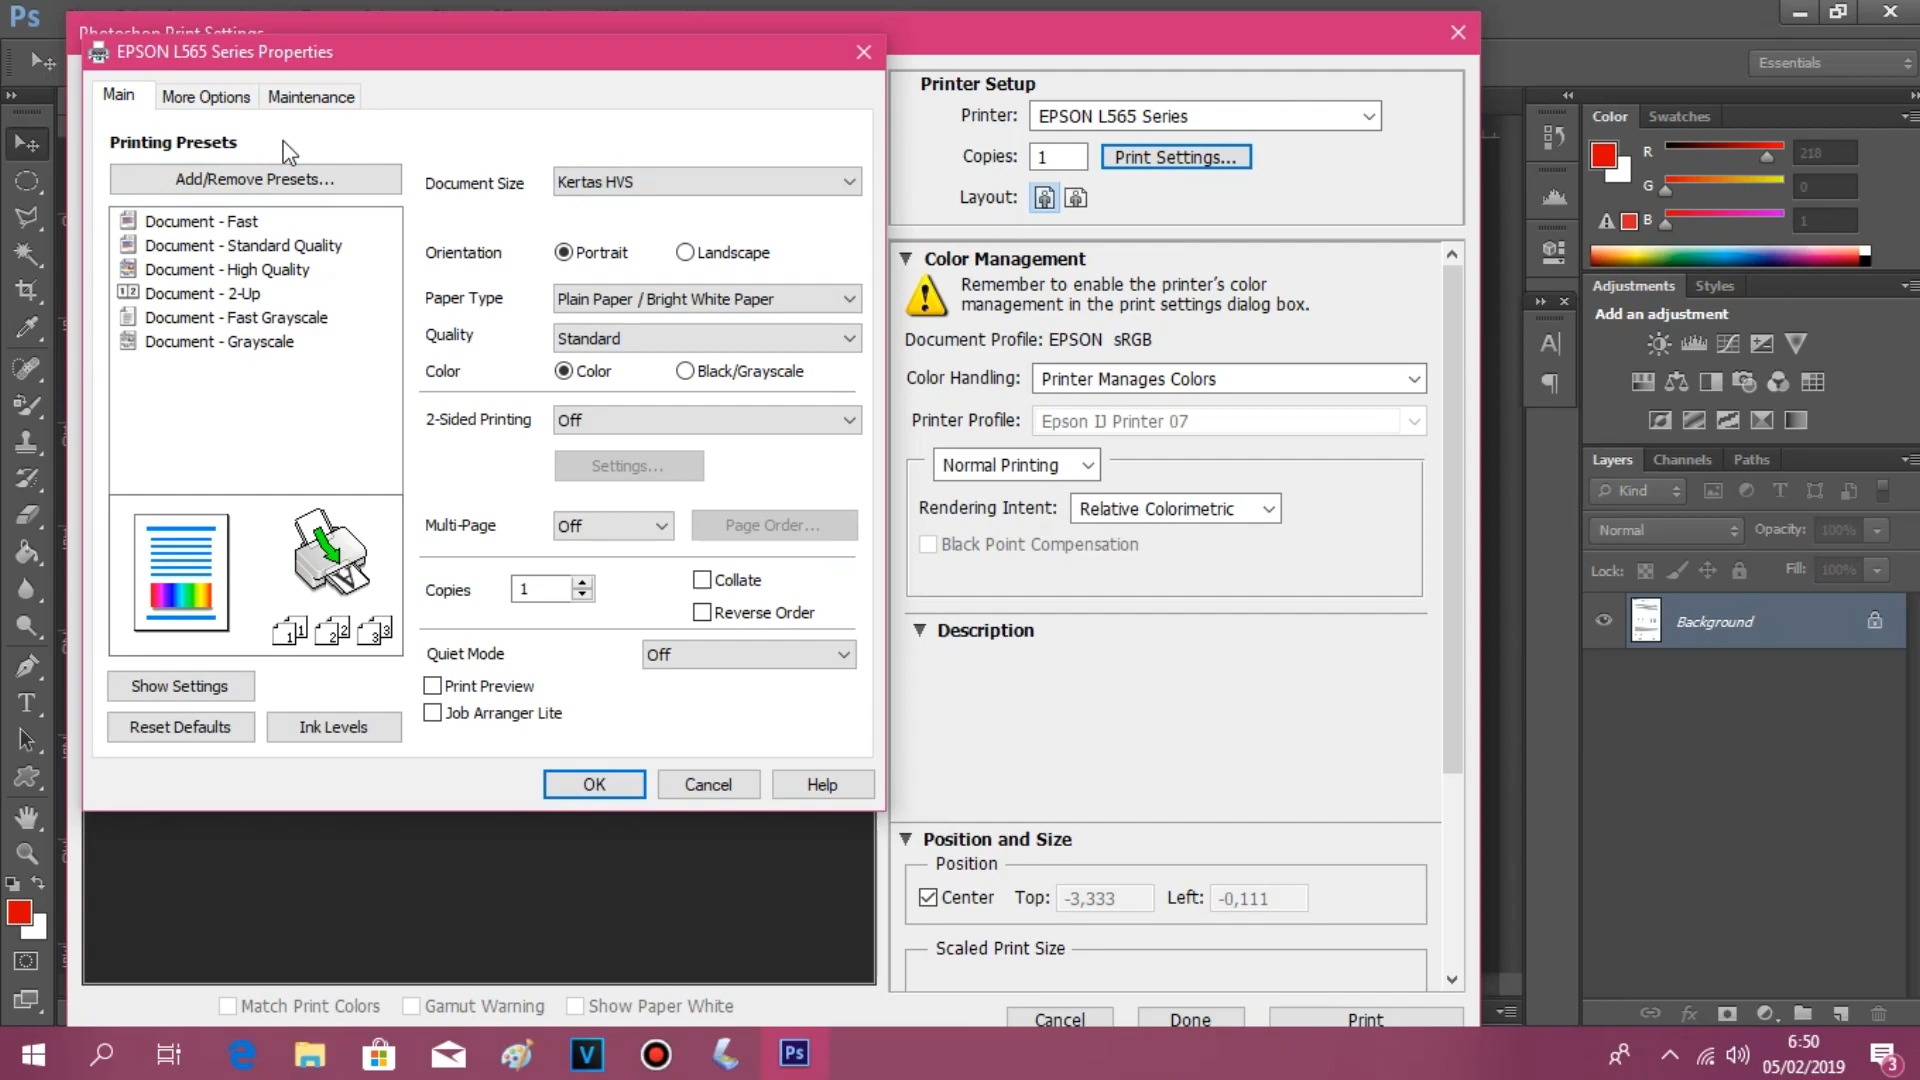 Ps
Photoshop Print Settings
Essentials
EPSON L565 Series Properties
Main
More Options
Maintenance
Printing Presets
Add/Remove Presets...
Document - Fast
Document - Standard Quality
Document - High Quality
Document - 2-Up
Document - Fast Grayscale
Document - Grayscale
Document Size
Kertas HVS
Orientation
Portrait
Landscape
Paper Type
Plain Paper / Bright White Paper
Quality
Standard
Color
Color
Black/Grayscale
2-Sided Printing
Off
Settings...
Multi-Page
Off
Page Order...
Copies
1
Collate
Reverse Order
Quiet Mode
Off
Print Preview
Job Arranger Lite
Show Settings
Reset Defaults
Ink Levels
OK
Cancel
Help
Printer Setup
Printer: EPSON L565 Series
Copies: 1
Print Settings...
Layout:
Color Management
Remember to enable the printer's color
management in the print settings dialog box.
Document Profile: EPSON sRGB
Color Handling: Printer Manages Colors
Printer Profile: Epson IJ Printer 07
Normal Printing
Rendering Intent: Relative Colorimetric
Black Point Compensation
Description
Position and Size
Position
Center
Top: -3,333
Left: -0,111
Scaled Print Size
Match Print Colors
Gamut Warning
Show Paper White
Cancel
Done
Print
Color
Swatches
R 218
G 0
B 1
Adjustments
Styles
Add an adjustment
Layers
Channels
Paths
Kind
Normal
Opacity: 100%
Lock:
Fill: 100%
Background
6:50
05/02/2019
3